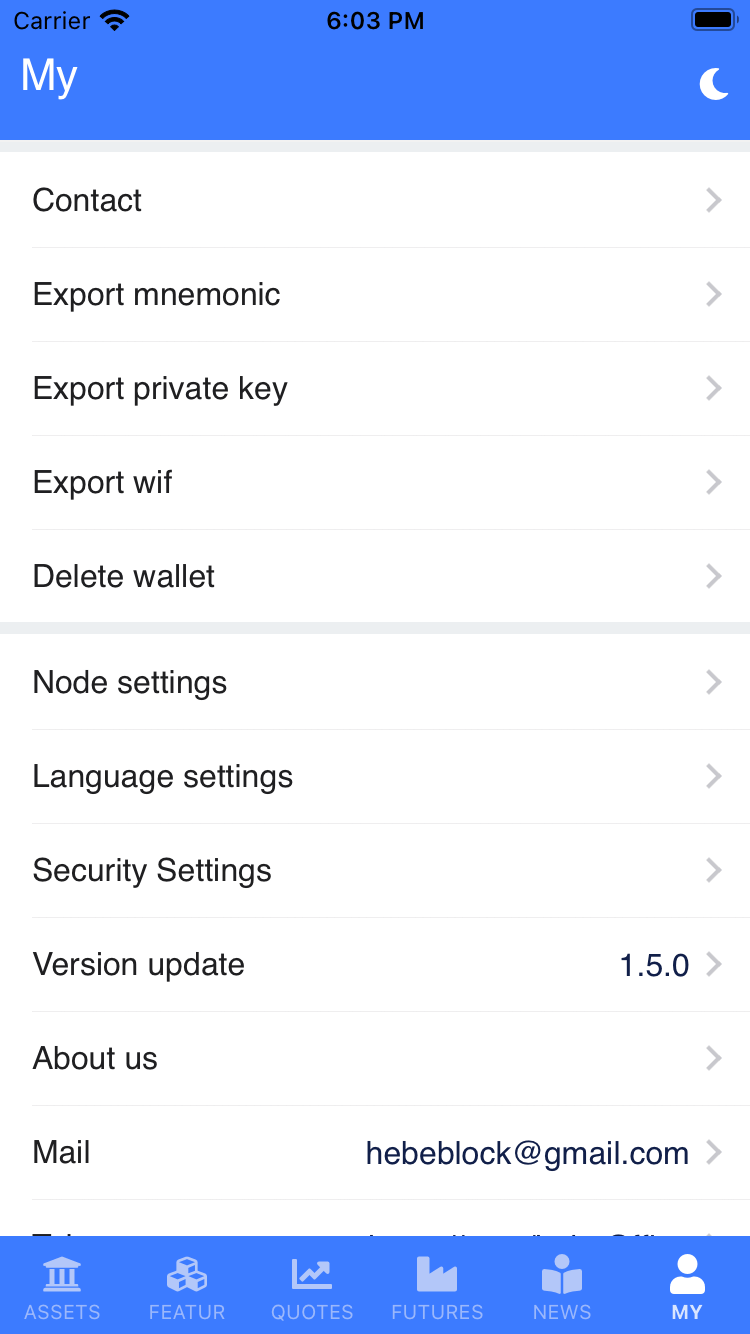 Carrier 6:03 PM
My
Contact
Export mnemonic
Export private key
Export wif
Delete wallet
Node settings
Language settings
Security Settings
Version update 1.5.0
About us
Mail hebeblock@gmail.com
ASSETS FEATUR QUOTES FUTURES NEWS MY